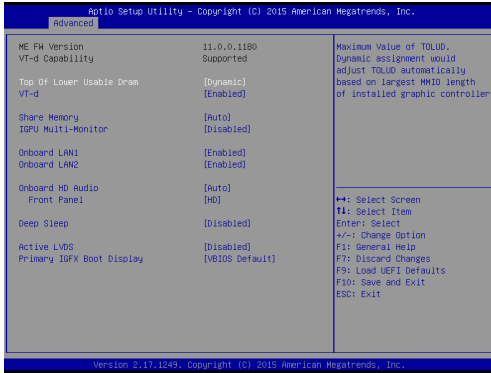 Aptio Setup Utility – Copyright (C) 2015 American Megatrends, Inc.
Advanced
ME FW Version 11.0.0.1180
VT-d Capability Supported
Top Of Lower Usable Dram [Dynamic]
VT-d [Enabled]
Share Memory [Auto]
IGPU Multi-Monitor [Disabled]
Onboard LAN1 [Enabled]
Onboard LAN2 [Enabled]
Onboard HD Audio [Auto]
Front Panel [HD]
Deep Sleep [Disabled]
Active LVDS [Disabled]
Primary IGFX Boot Display [VBIOS Default]
Maximum Value of TOLUD.
Dynamic assignment would
adjust TOLUD automatically
based on largest MMIO length
of installed graphic controller
↔: Select Screen
↑↓: Select Item
Enter: Select
+/-: Change Option
F1: General Help
F7: Discard Changes
F9: Load UEFI Defaults
F10: Save and Exit
ESC: Exit
Version 2.17.1249. Copyright (C) 2015 American Megatrends, Inc.